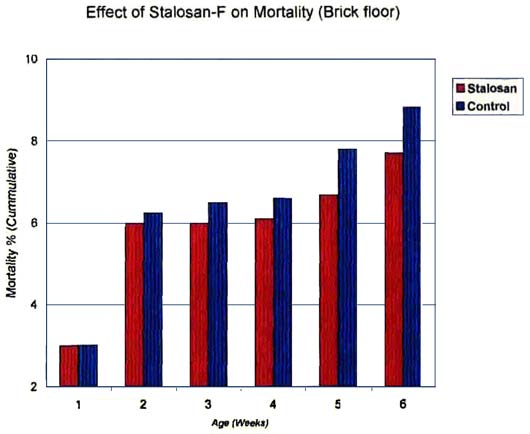 Effect of Stalosan-F on Mortality (Brick floor)
10
8
6
4
2
Mortality % (Cummulative)
1 2 3 4 5 6
Age (Weeks)
Stalosan
Control